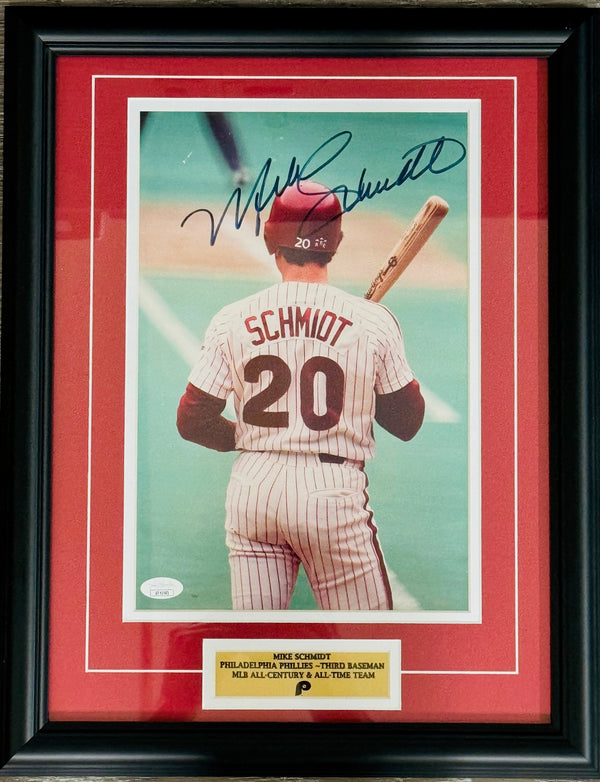 Mike Schmidt
20
SCHMIDT
20
MIKE SCHMIDT
PHILADELPHIA PHILLIES ~THIRD BASEMAN
MLB ALL-CENTURY & ALL-TIME TEAM
P